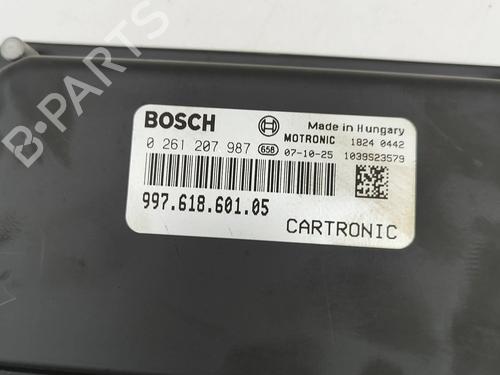 BOSCH
Made in Hungary
MOTRONIC 1824 0442
0 261 207 987 658 07-10-25 1039S23579
997.618.601.05
CARTRONIC
B-PARTS
B-PARTS